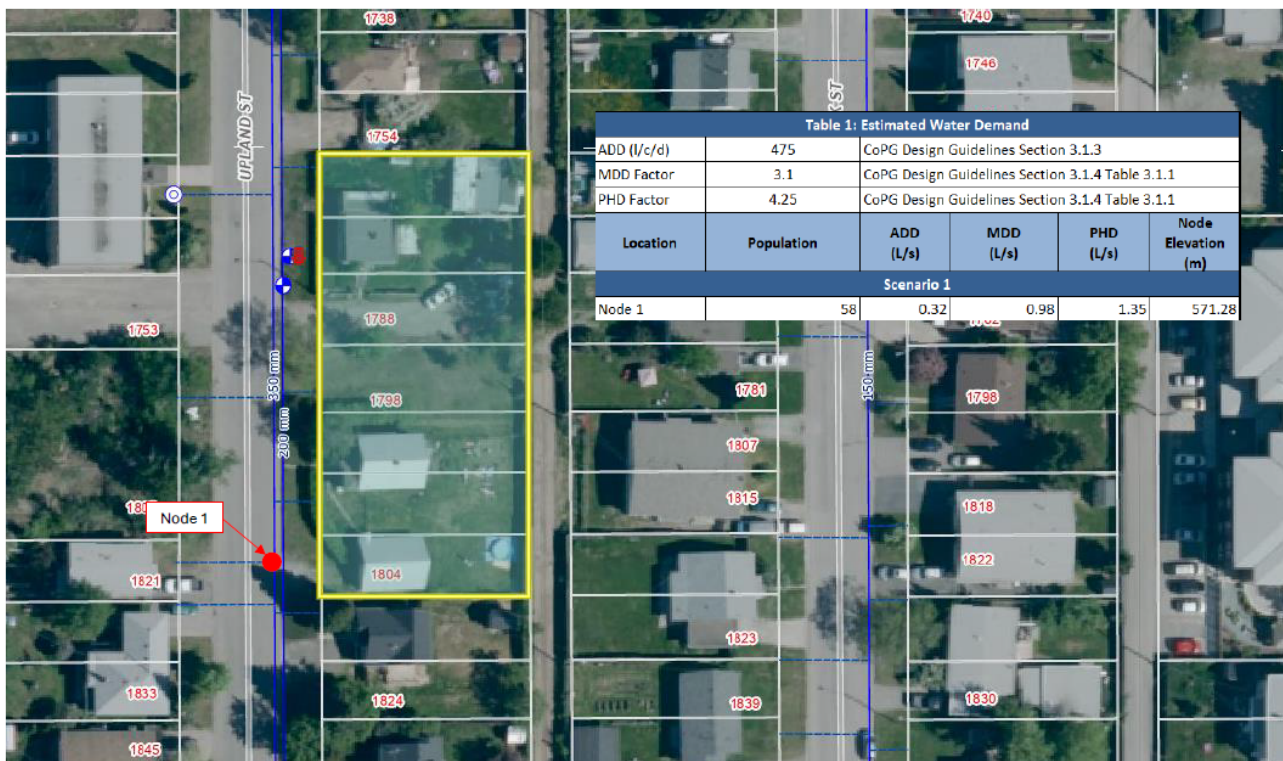 1738
1740
1746
UPLAND ST
1754
Table 1: Estimated Water Demand
ADD (l/c/d) 475 CoPG Design Guidelines Section 3.1.3
MDD Factor 3.1 CoPG Design Guidelines Section 3.1.4 Table 3.1.1
PHD Factor 4.25 CoPG Design Guidelines Section 3.1.4 Table 3.1.1
Location Population ADD (L/s) MDD (L/s) PHD (L/s) Node Elevation (m)
Scenario 1
Node 1 58 0.32 0.98 1.35 571.28
1788
1753
350 mm
200 mm
150 mm
1798
1781
1798
1807
1815
1818
1822
Node 1
1821
1804
1823
1833
1824
1839
1830
1845